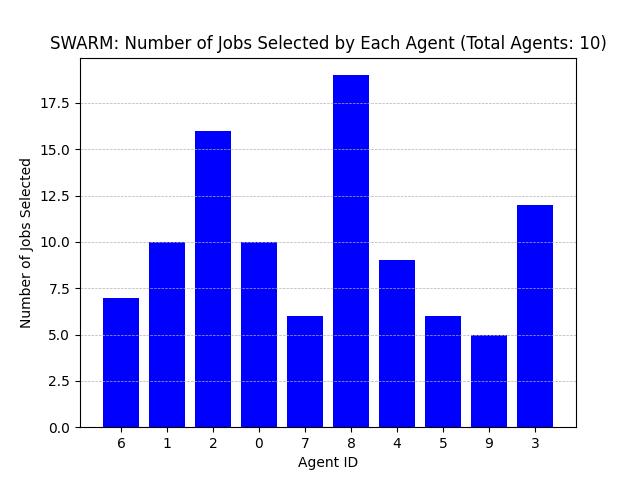 SWARM: Number of Jobs Selected by Each Agent (Total Agents: 10)
Number of Jobs Selected
17.5
15.0
12.5
10.0
7.5
5.0
2.5
0.0
6 1 2 0 7 8 4 5 9 3
Agent ID